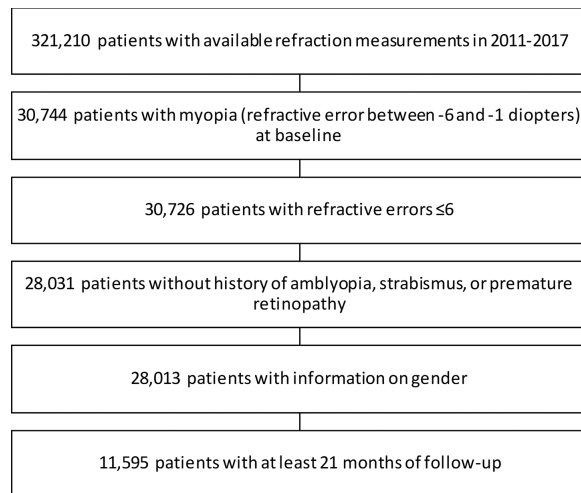 321,210 patients with available refraction measurements in 2011-2017
30,744 patients with myopia (refractive error between -6 and -1 diopters)
at baseline
30,726 patients with refractive errors ≤6
28,031 patients without history of amblyopia, strabismus, or premature
retinopathy
28,013 patients with information on gender
11,595 patients with at least 21 months of follow-up